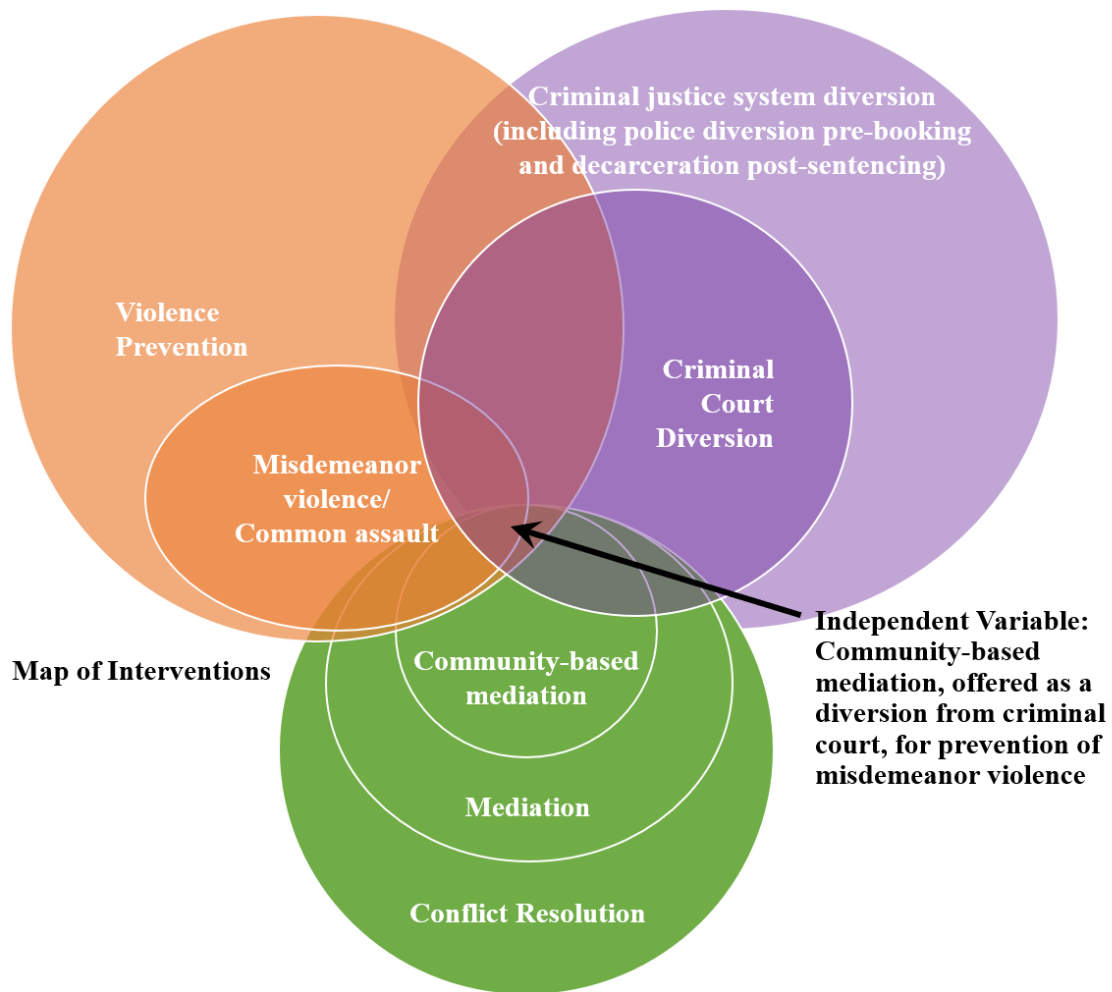 Criminal justice system diversion
(including police diversion pre-booking
and decarceration post-sentencing)
Violence
Prevention
Criminal
Court
Diversion
Misdemeanor
violence/
Common assault
Map of Interventions
Community-based
mediation
Independent Variable:
Community-based
mediation, offered as a
diversion from criminal
court, for prevention of
misdemeanor violence
Mediation
Conflict Resolution